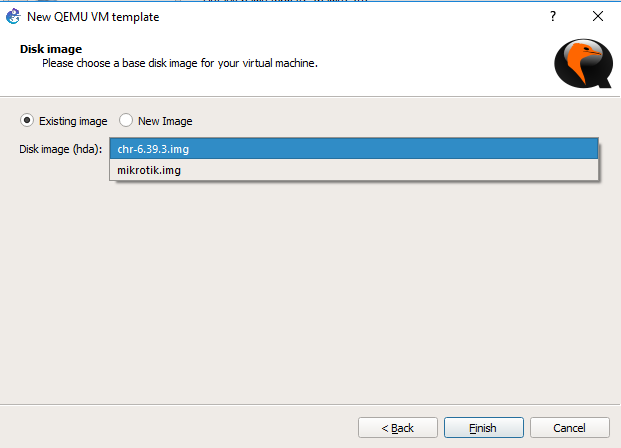 New QEMU VM template
Disk image
Please choose a base disk image for your virtual machine.
Existing image New Image
Disk image (hda): chr-6.39.3.img
mikrotik.img
< Back Finish Cancel